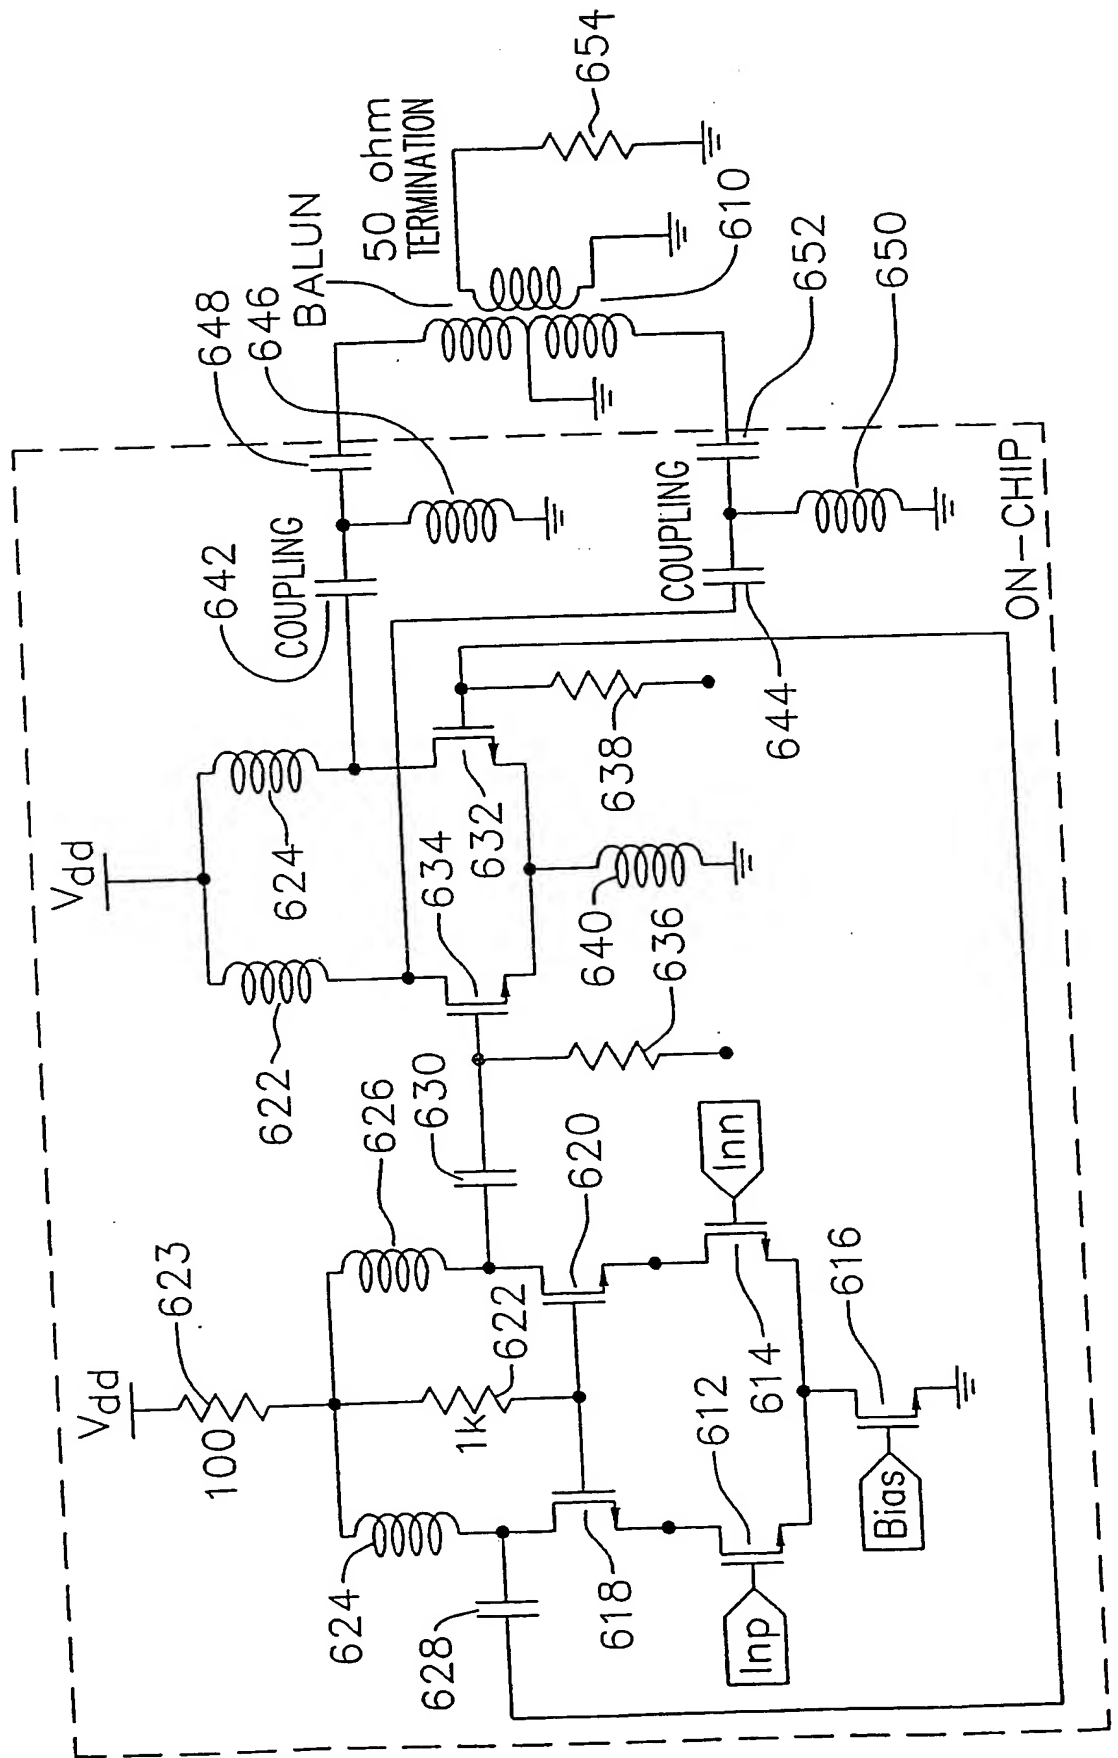 Vdd
623
100
624
1k
622
626
630
628
618
620
612
614
616
Inp
Inn
Bias
Vdd
622
624
634
632
636
640
638
642
COUPLING
648
646
COUPLING
644
652
650
BALUN
50 ohm
TERMINATION
610
654
ON-CHIP